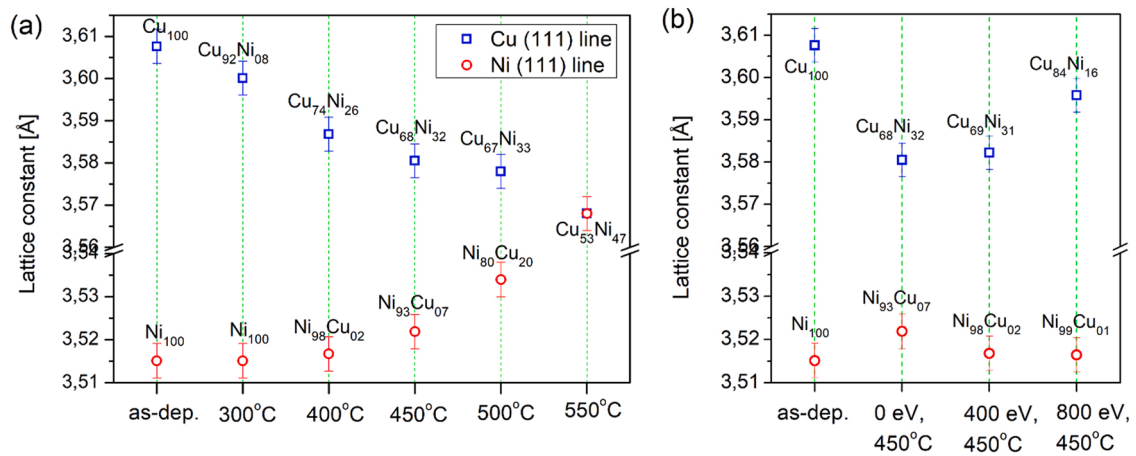 (a)
Lattice constant [Å]
3,61
3,60
3,59
3,58
3,57
3,56
3,54
3,53
3,52
3,51
Cu100
Cu92Ni08
Cu74Ni26
Cu68Ni32
Cu67Ni33
Cu53Ni47
Ni100
Ni100
Ni98Cu02
Ni93Cu07
Ni80Cu20
Cu (111) line
Ni (111) line
as-dep.
300°C
400°C
450°C
500°C
550°C
(b)
Lattice constant [Å]
3,61
3,60
3,59
3,58
3,57
3,56
3,54
3,53
3,52
3,51
Cu100
Cu68Ni32
Cu69Ni31
Cu84Ni16
Ni100
Ni93Cu07
Ni98Cu02
Ni99Cu01
as-dep.
0 eV,
450°C
400 eV,
450°C
800 eV,
450°C